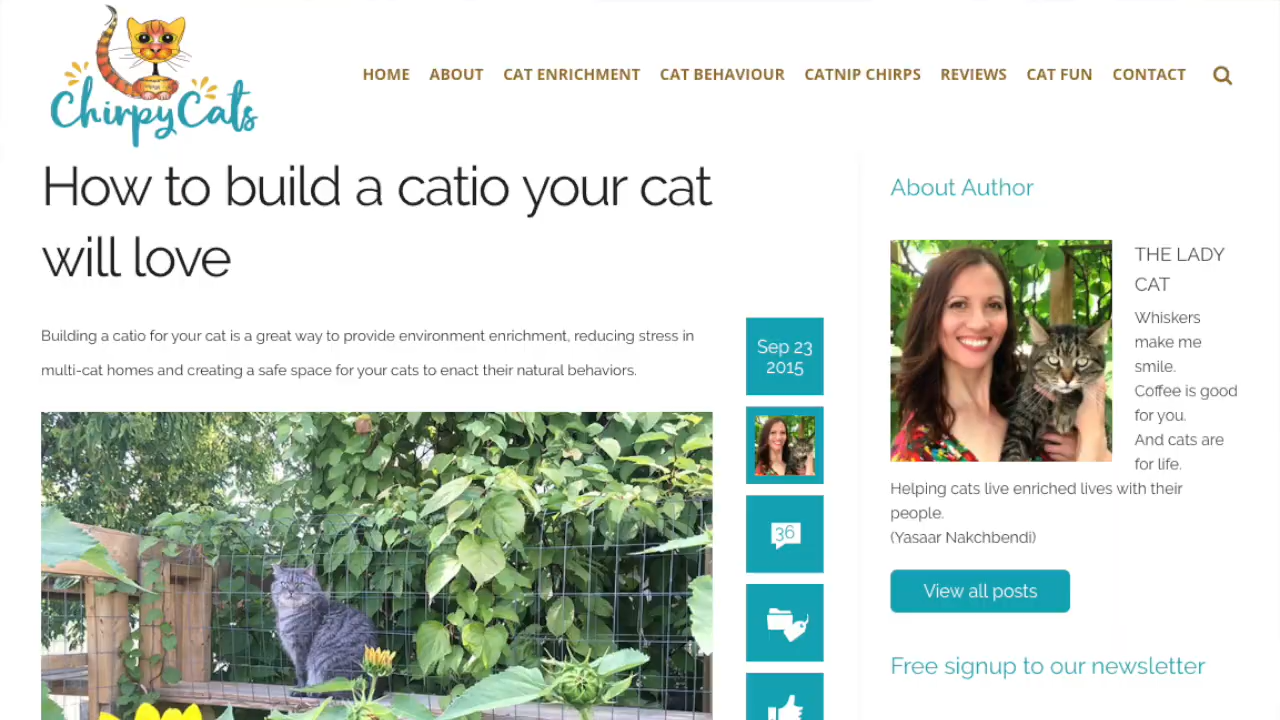 ChirpyCats
HOME ABOUT CAT ENRICHMENT CAT BEHAVIOUR CATNIP CHIRPS REVIEWS CAT FUN CONTACT
How to build a catio your cat
will love
Building a catio for your cat is a great way to provide environment enrichment, reducing stress in
multi-cat homes and creating a safe space for your cats to enact their natural behaviors.
Sep 23
2015
36
About Author
THE LADY
CAT
Whiskers
make me
smile.
Coffee is good
for you.
And cats are
for life.
Helping cats live enriched lives with their
people.
(Yasaar Nakchbendi)
View all posts
Free signup to our newsletter